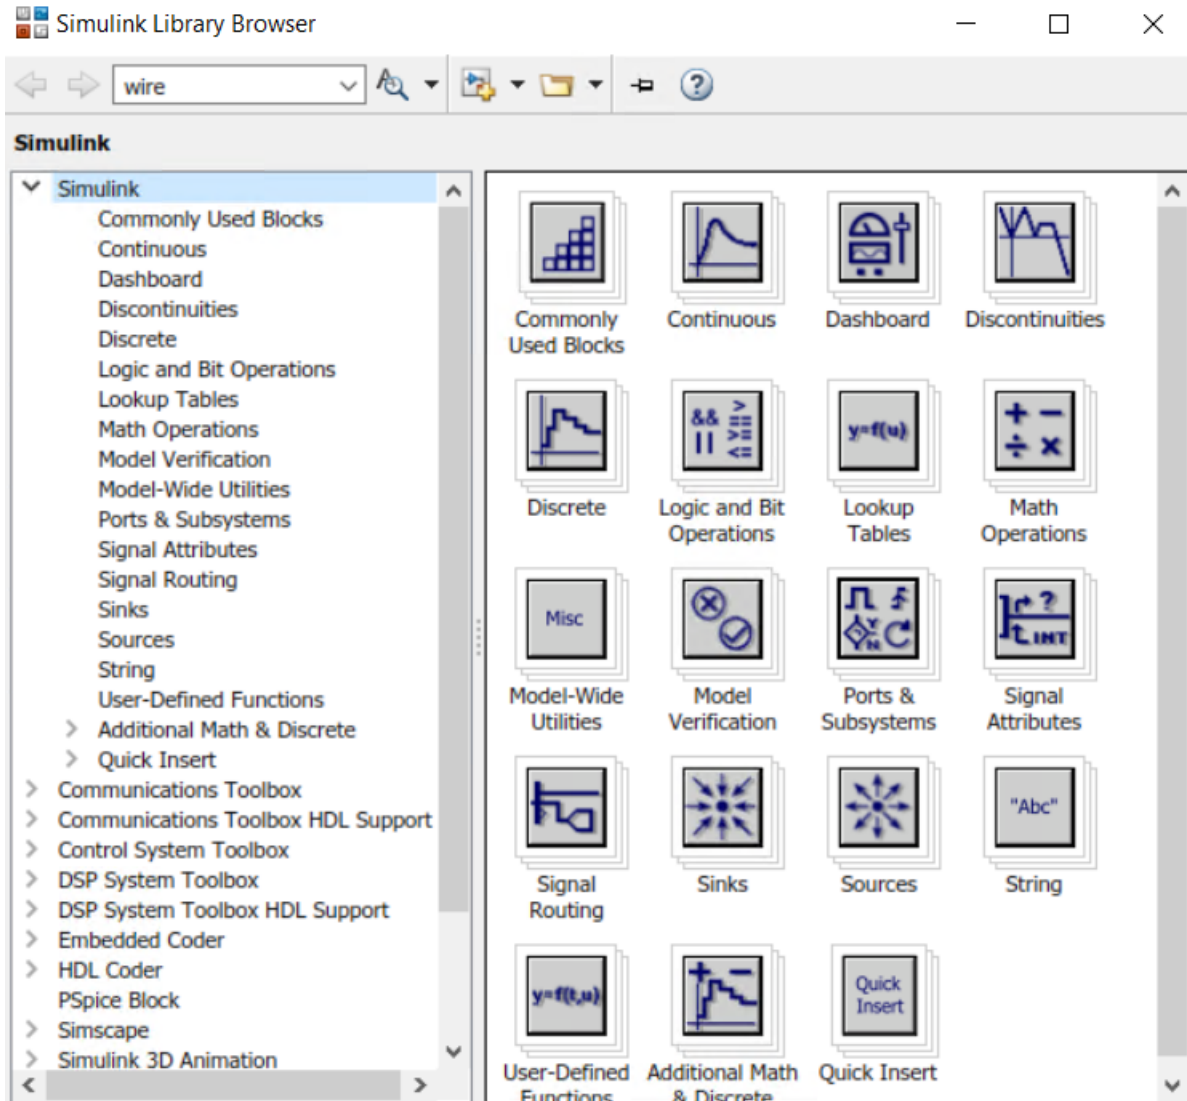 Simulink Library Browser
wire
Simulink
Simulink
Commonly Used Blocks
Continuous
Dashboard
Discontinuities
Discrete
Logic and Bit Operations
Lookup Tables
Math Operations
Model Verification
Model-Wide Utilities
Ports & Subsystems
Signal Attributes
Signal Routing
Sinks
Sources
String
User-Defined Functions
Additional Math & Discrete
Quick Insert
Communications Toolbox
Communications Toolbox HDL Support
Control System Toolbox
DSP System Toolbox
DSP System Toolbox HDL Support
Embedded Coder
HDL Coder
PSpice Block
Simscape
Simulink 3D Animation
Commonly
Used Blocks
Continuous
Dashboard
Discontinuities
&& >
==
|| >=
<=
y=f(u)
+ −
÷ ×
Discrete
Logic and Bit
Operations
Lookup
Tables
Math
Operations
Misc
Y
N
?
INT
Model-Wide
Utilities
Model
Verification
Ports &
Subsystems
Signal
Attributes
"Abc"
Signal
Routing
Sinks
Sources
String
y=f(t,u)
+ −
Quick
Insert
User-Defined
Functions
Additional Math
& Discrete
Quick Insert